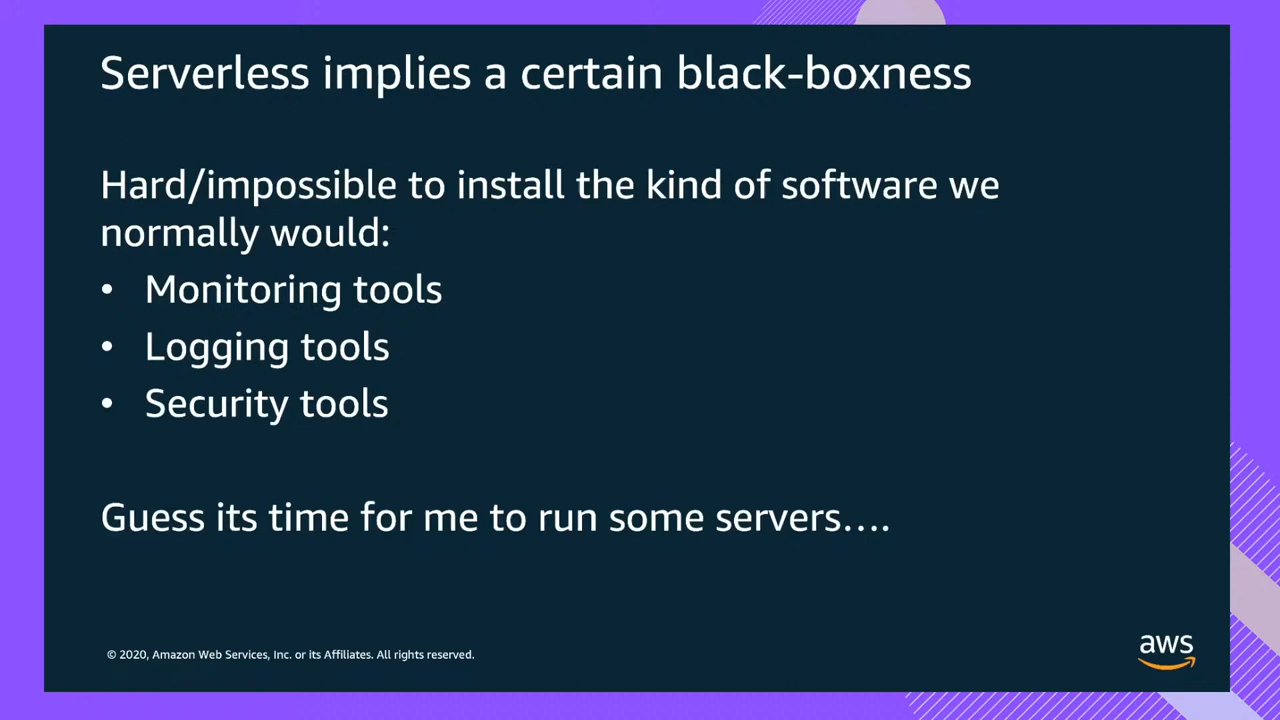 Serverless implies a certain black-boxness
Hard/impossible to install the kind of software we
normally would:
• Monitoring tools
• Logging tools
• Security tools
Guess its time for me to run some servers….
© 2020, Amazon Web Services, Inc. or its Affiliates. All rights reserved.
aws